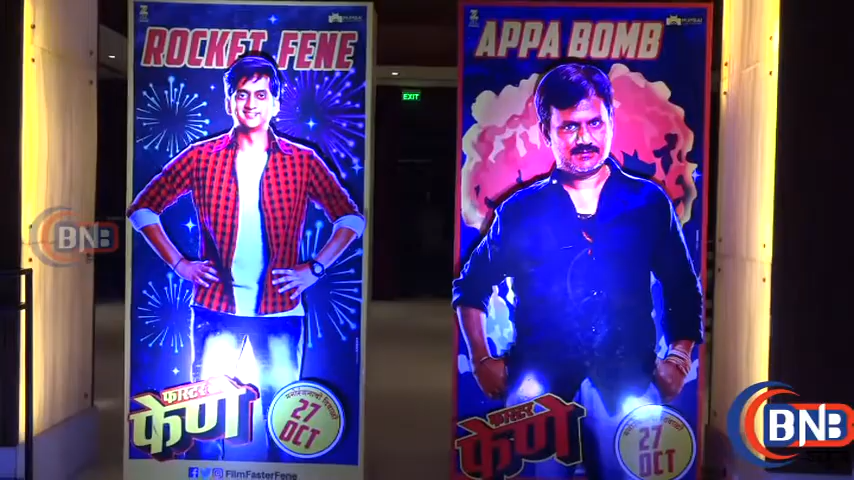 ROCKET FENE
APPA BOMB
EXIT
BNB
फास्टर
फेणे
27
OCT
FilmFasterFene
फास्टर
फेणे
27
OCT
BNB